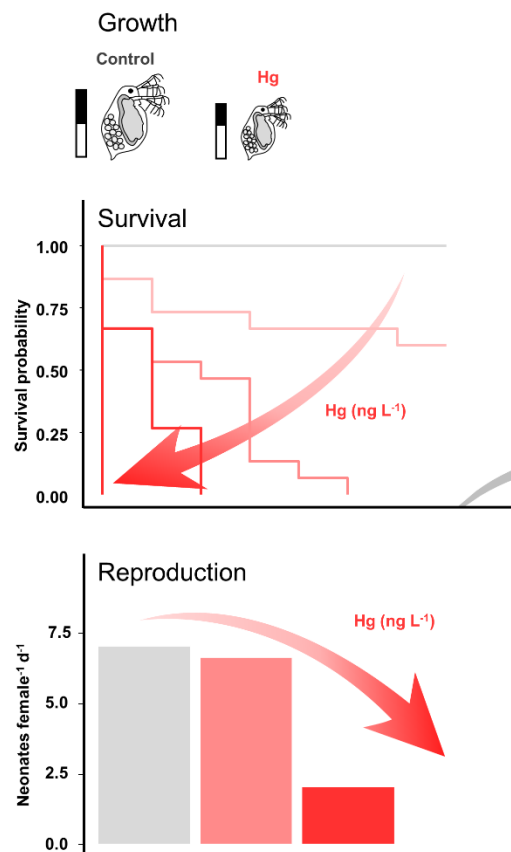 Growth
Control
Hg
Survival
1.00
0.75
0.50
0.25
0.00
Survival probability
Hg (ng L⁻¹)
Reproduction
7.5
5.0
2.5
0.0
Neonates female⁻¹ d⁻¹
Hg (ng L⁻¹)